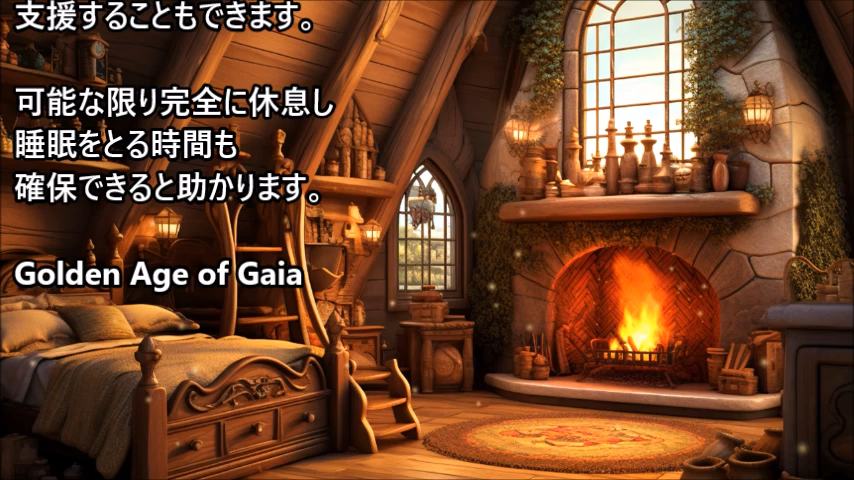 支援することもできます。
可能な限り完全に休息し
睡眠をとる時間も
確保できると助かります。
Golden Age of Gaia